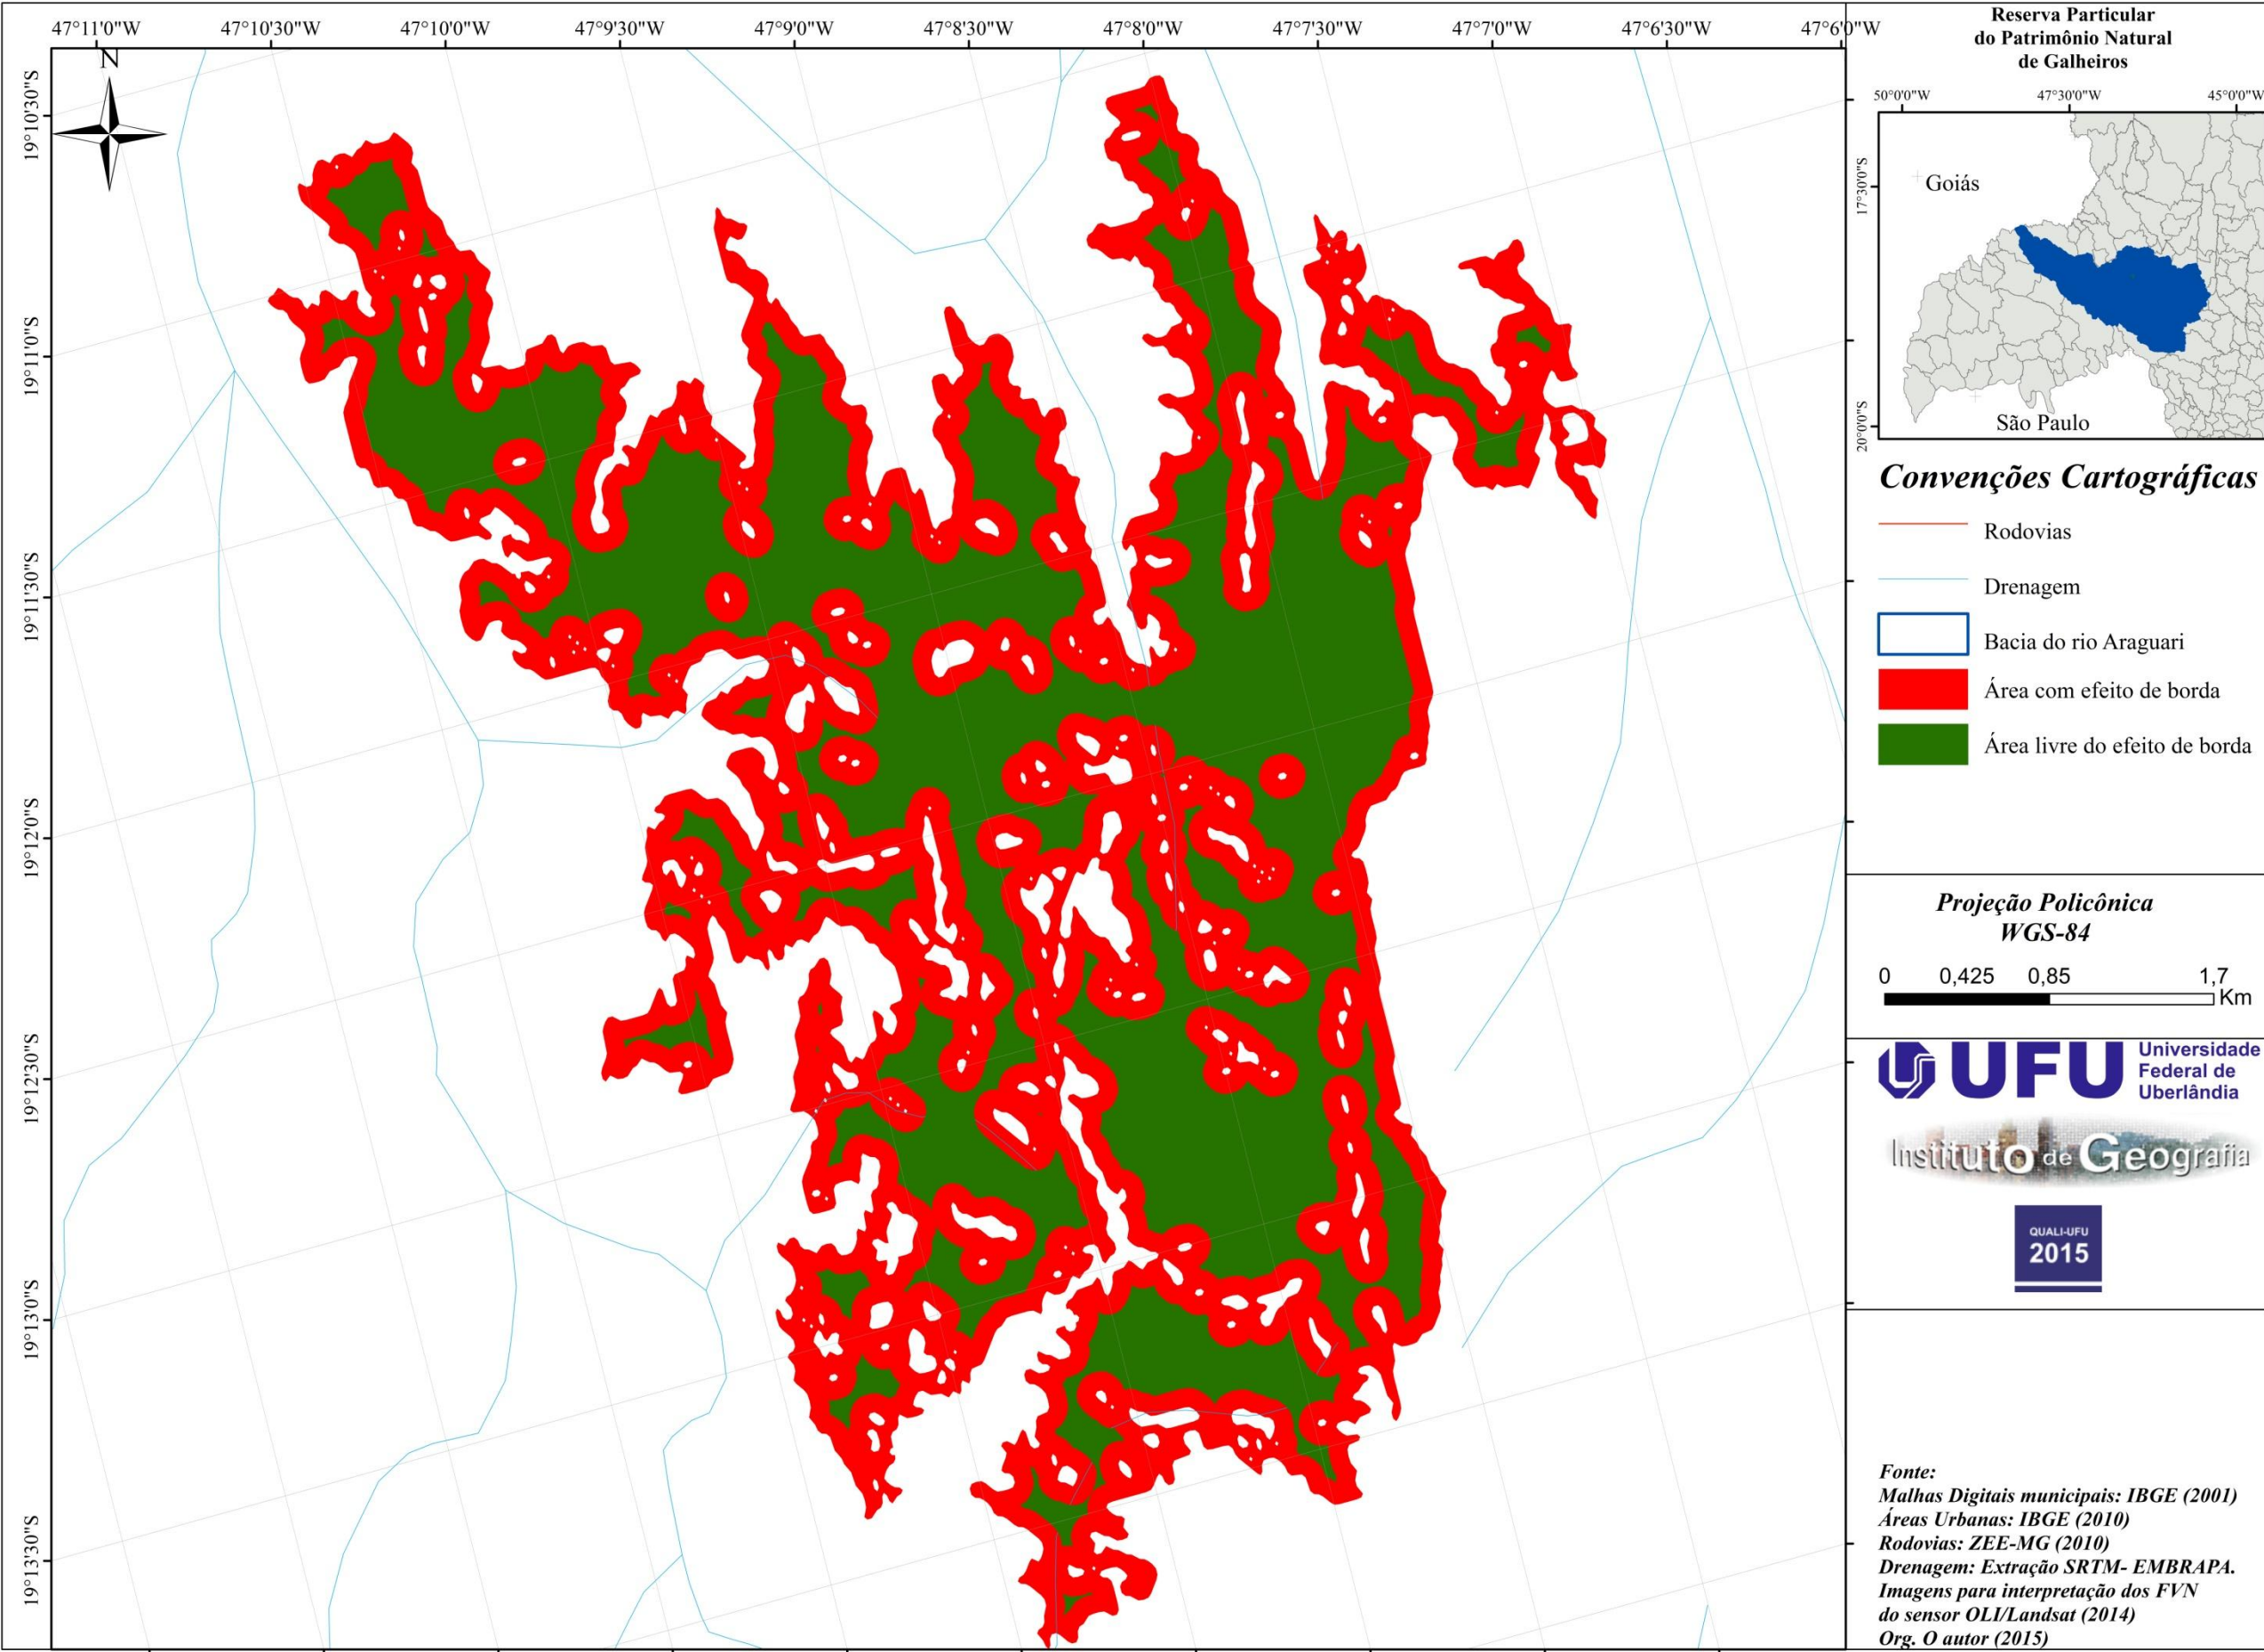 47°11'0"W 47°10'30"W 47°10'0"W 47°9'30"W 47°9'0"W 47°8'30"W 47°8'0"W 47°7'30"W 47°7'0"W 47°6'30"W 47°6'0"W
N
19°10'30"S
19°11'0"S
19°11'30"S
19°12'0"S
19°12'30"S
19°13'0"S
19°13'30"S
Reserva Particular
do Patrimônio Natural
de Galheiros
50°0'0"W 47°30'0"W 45°0'0"W
17°30'0"S
20°0'0"S
Goiás
São Paulo
Convenções Cartográficas
Rodovias
Drenagem
Bacia do rio Araguari
Área com efeito de borda
Área livre do efeito de borda
Projeção Policônica
WGS-84
0 0,425 0,85 1,7
Km
UFU
Universidade
Federal de
Uberlândia
Instituto de Geografia
QUALI-UFU
2015
Fonte:
Malhas Digitais municipais: IBGE (2001)
Áreas Urbanas: IBGE (2010)
Rodovias: ZEE-MG (2010)
Drenagem: Extração SRTM- EMBRAPA.
Imagens para interpretação dos FVN
do sensor OLI/Landsat (2014)
Org. O autor (2015)